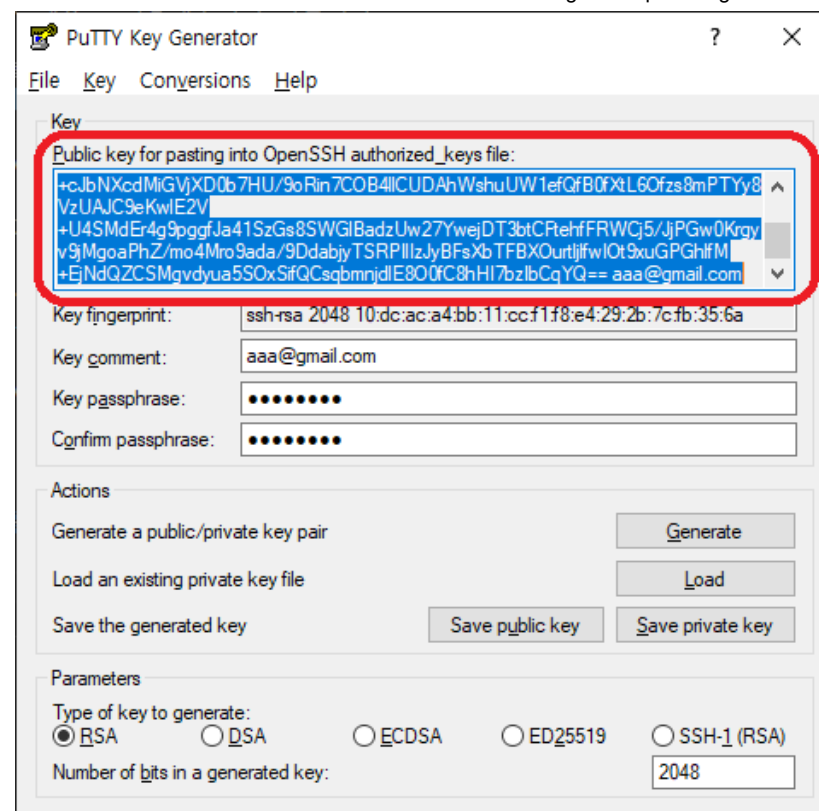 PuTTY Key Generator ? ×
File Key Conversions Help
Key
Public key for pasting into OpenSSH authorized_keys file:
+cJbNXcdMiGVjXD0b7HU/9oRin7COB4IlCUDAhWshuUW1efQfB0fXtL6Ofzs8mPTYy8
VzUAJC9eKwIE2V
+U4SMdEr4g9pggfJa41SzGs8SWGIBadzUw27YwejDT3btCFtehfFRWCj5/JjPGw0Krgy
v9jMgoaPhZ/mo4Mro9ada/9DdabjyTSRPIIIzJyBFsXbTFBXOurtljlfwIOt9xuGPGhlfM
+EjNdQZCSMgvdyua5SOxSifQCsqbmnjdlE8O0fC8hHI7bzlbCqYQ== aaa@gmail.com
Key fingerprint: ssh-rsa 2048 10:dc:ac:a4:bb:11:cc:f1:f8:e4:29:2b:7c:fb:35:6a
Key comment: aaa@gmail.com
Key passphrase: ●●●●●●●●
Confirm passphrase: ●●●●●●●●
Actions
Generate a public/private key pair Generate
Load an existing private key file Load
Save the generated key Save public key Save private key
Parameters
Type of key to generate:
RSA DSA ECDSA ED25519 SSH-1 (RSA)
Number of bits in a generated key: 2048